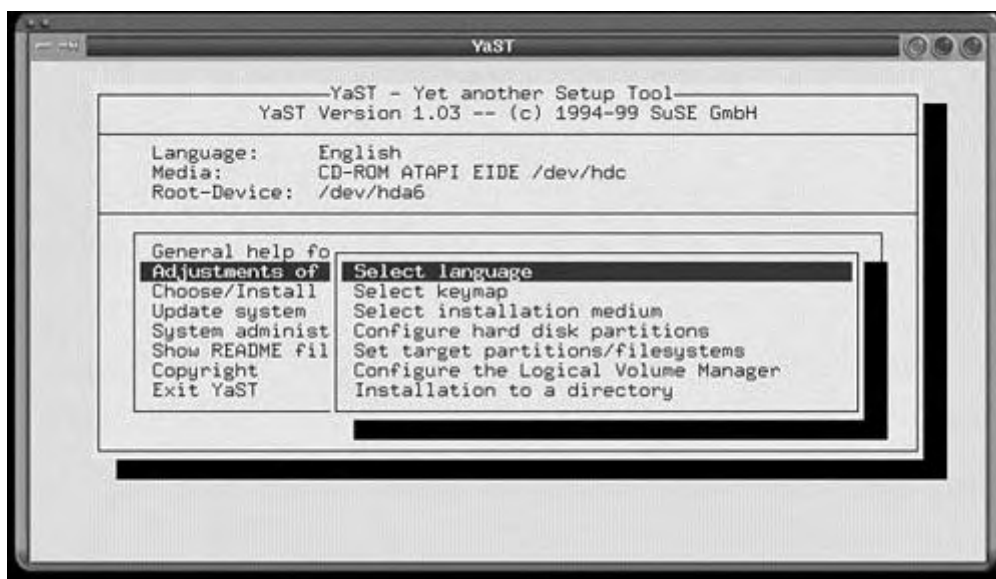 YaST
YaST - Yet another Setup Tool
YaST Version 1.03 -- (c) 1994-99 SuSE GmbH
Language: English
Media: CD-ROM ATAPI EIDE /dev/hdc
Root-Device: /dev/hda6
General help fo
Adjustments of
Choose/Install
Update system
System administ
Show README fil
Copyright
Exit YaST
Select language
Select keymap
Select installation medium
Configure hard disk partitions
Set target partitions/filesystems
Configure the Logical Volume Manager
Installation to a directory